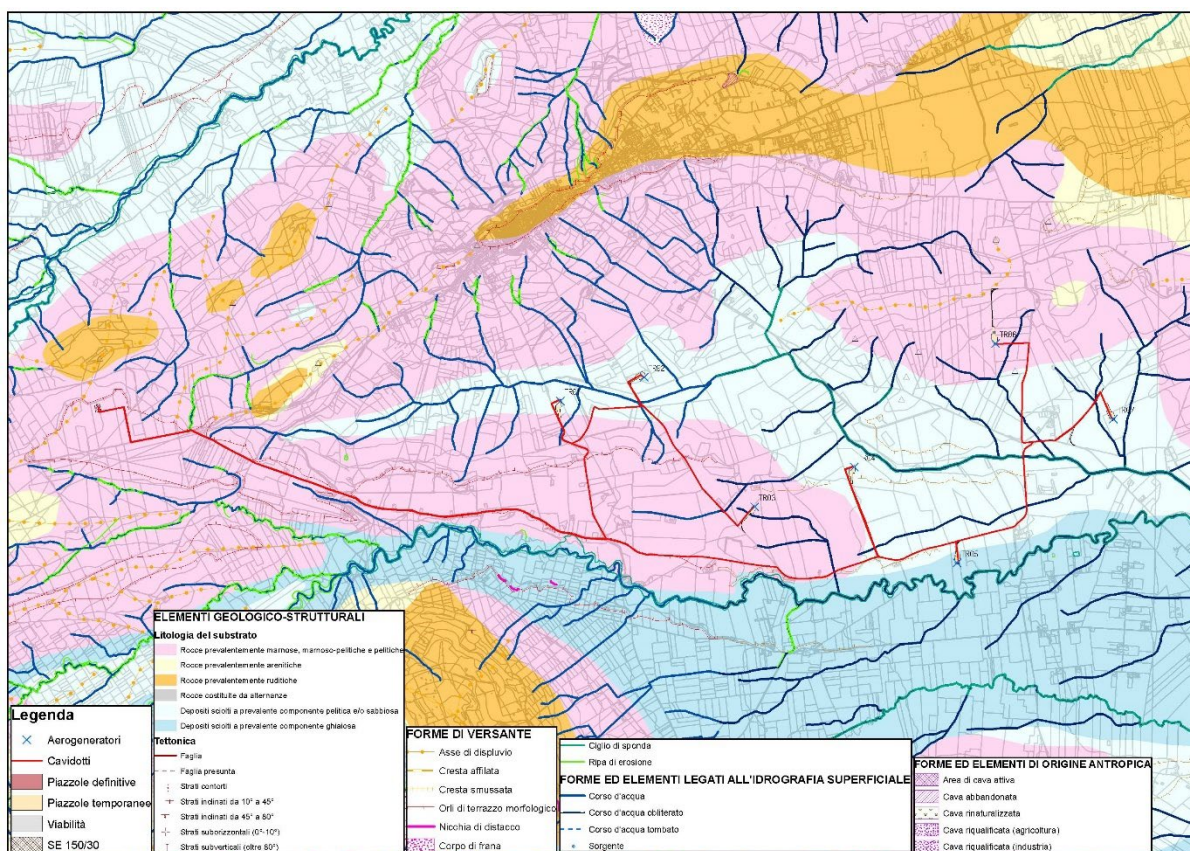 TR06
TR02
TR03
TR05
ELEMENTI GEOLOGICO-STRUTTURALI
Litologia del substrato
Rocce prevalentemente marnose, marnoso-pelitiche e pelitiche
Rocce prevalentemente arenitiche
Rocce prevalentemente ruditiche
Rocce costituite da alternanze
Depositi sciolti a prevalente componente pelitica e/o sabbiosa
Depositi sciolti a prevalente componente ghiaiosa
Tettonica
Faglia
Faglia presunta
Strati contorti
Strati inclinati da 10° a 45°
Strati inclinati da 45° a 80°
Strati suborizzontali (0°-10°)
Strati subverticali (oltre 80°)
Legenda
Aerogeneratori
Cavidotti
Piazzole definitive
Piazzole temporanee
Viabilità
SE 150/30
FORME DI VERSANTE
Asse di displuvio
Cresta affilata
Cresta smussata
Orli di terrazzo morfologico
Nicchia di distacco
Corpo di frana
Ciglio di sponda
Ripa di erosione
FORME ED ELEMENTI LEGATI ALL'IDROGRAFIA SUPERFICIALE
Corso d'acqua
Corso d'acqua obliterato
Corso d'acqua tombato
Sorgente
FORME ED ELEMENTI DI ORIGINE ANTROPICA
Area di cava attiva
Cava abbandonata
Cava rinaturalizzata
Cava riqualificata (agricoltura)
Cava riqualificata (industria)